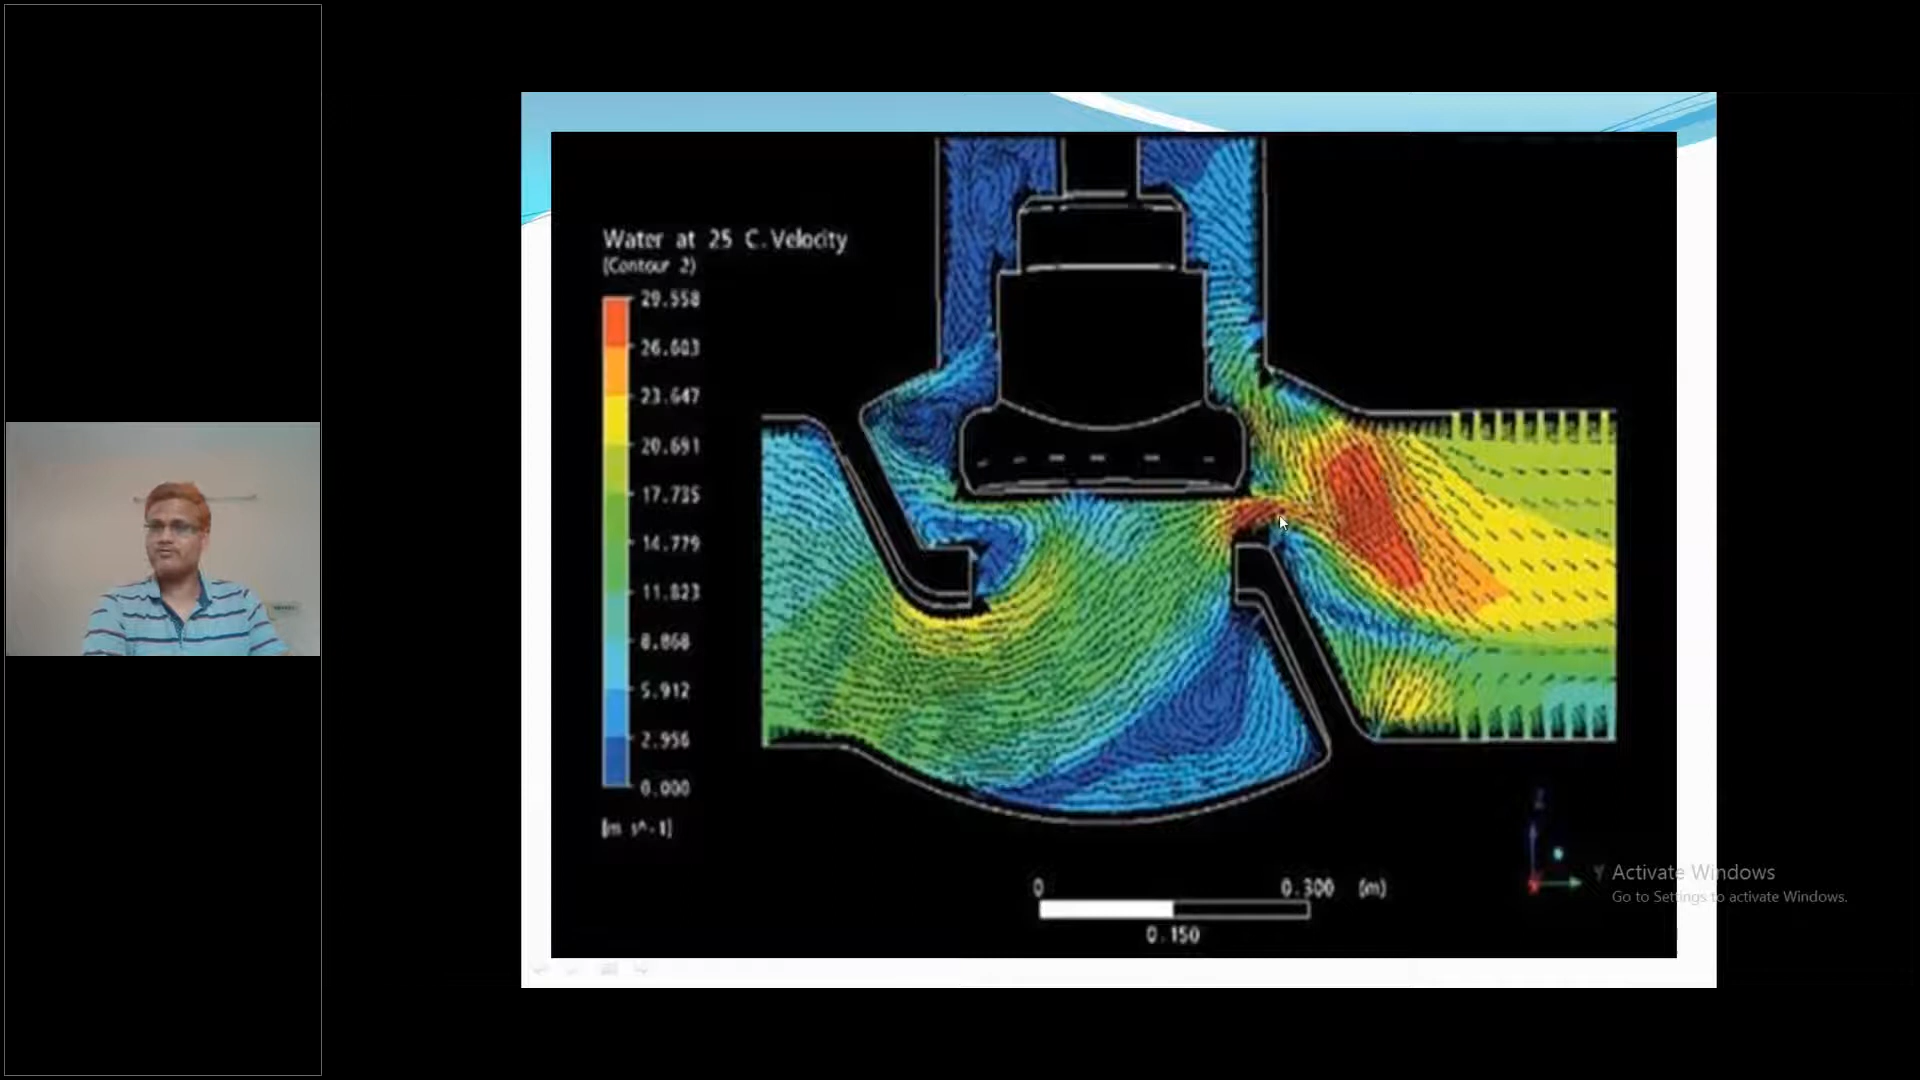 Water at 25 C.Velocity
(Contour 2)
29.558
26.603
23.647
20.691
17.735
14.779
11.823
8.868
5.912
2.956
0.000
[m s^-1]
0 0.300 (m)
0.150
Z
Y
Activate Windows
Go to Settings to activate Windows.